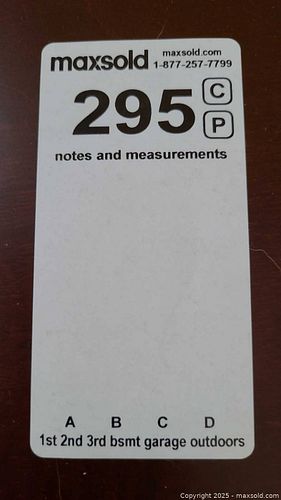 maxsold maxsold.com
1-877-257-7799
295 C
P
notes and measurements
A B C D
1st 2nd 3rd bsmt garage outdoors
Copyright 2025 - maxsold.com